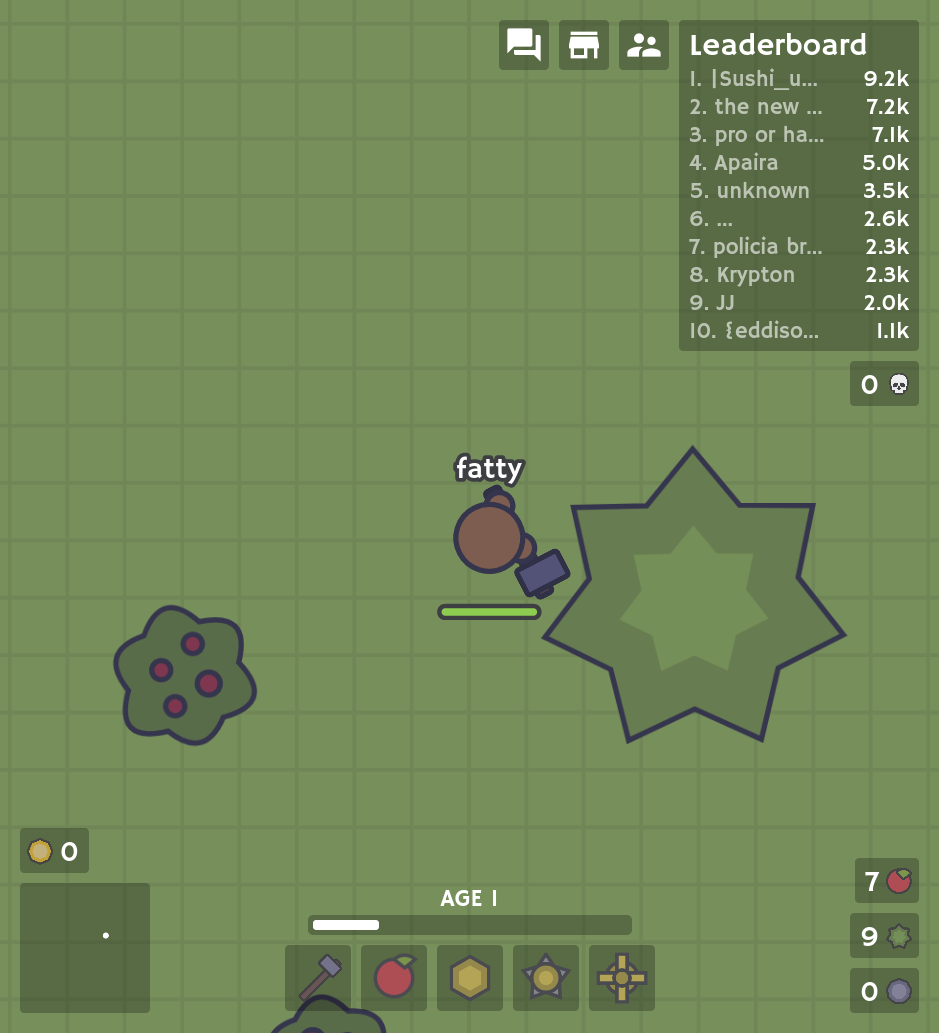 Leaderboard
1. |Sushi_u... 9.2k
2. the new ... 7.2k
3. pro or ha... 7.1k
4. Apaira 5.0k
5. unknown 3.5k
6. ... 2.6k
7. policia br... 2.3k
8. Krypton 2.3k
9. JJ 2.0k
10. {eddiso... 1.1k
0
fatty
0
7
AGE 1
9
0